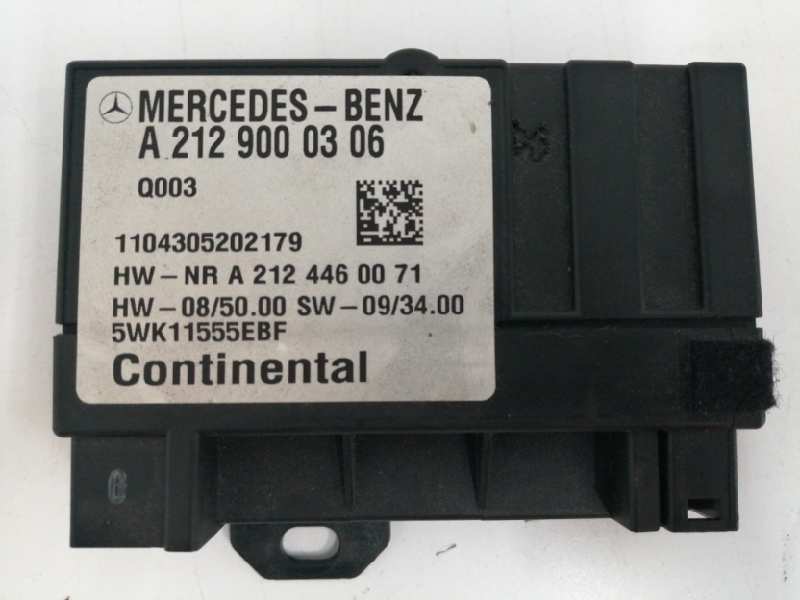 MERCEDES-BENZ
A 212 900 03 06
Q003
1104305202179
HW-NR A 212 446 00 71
HW-08/50.00 SW-09/34.00
5WK11555EBF
Continental